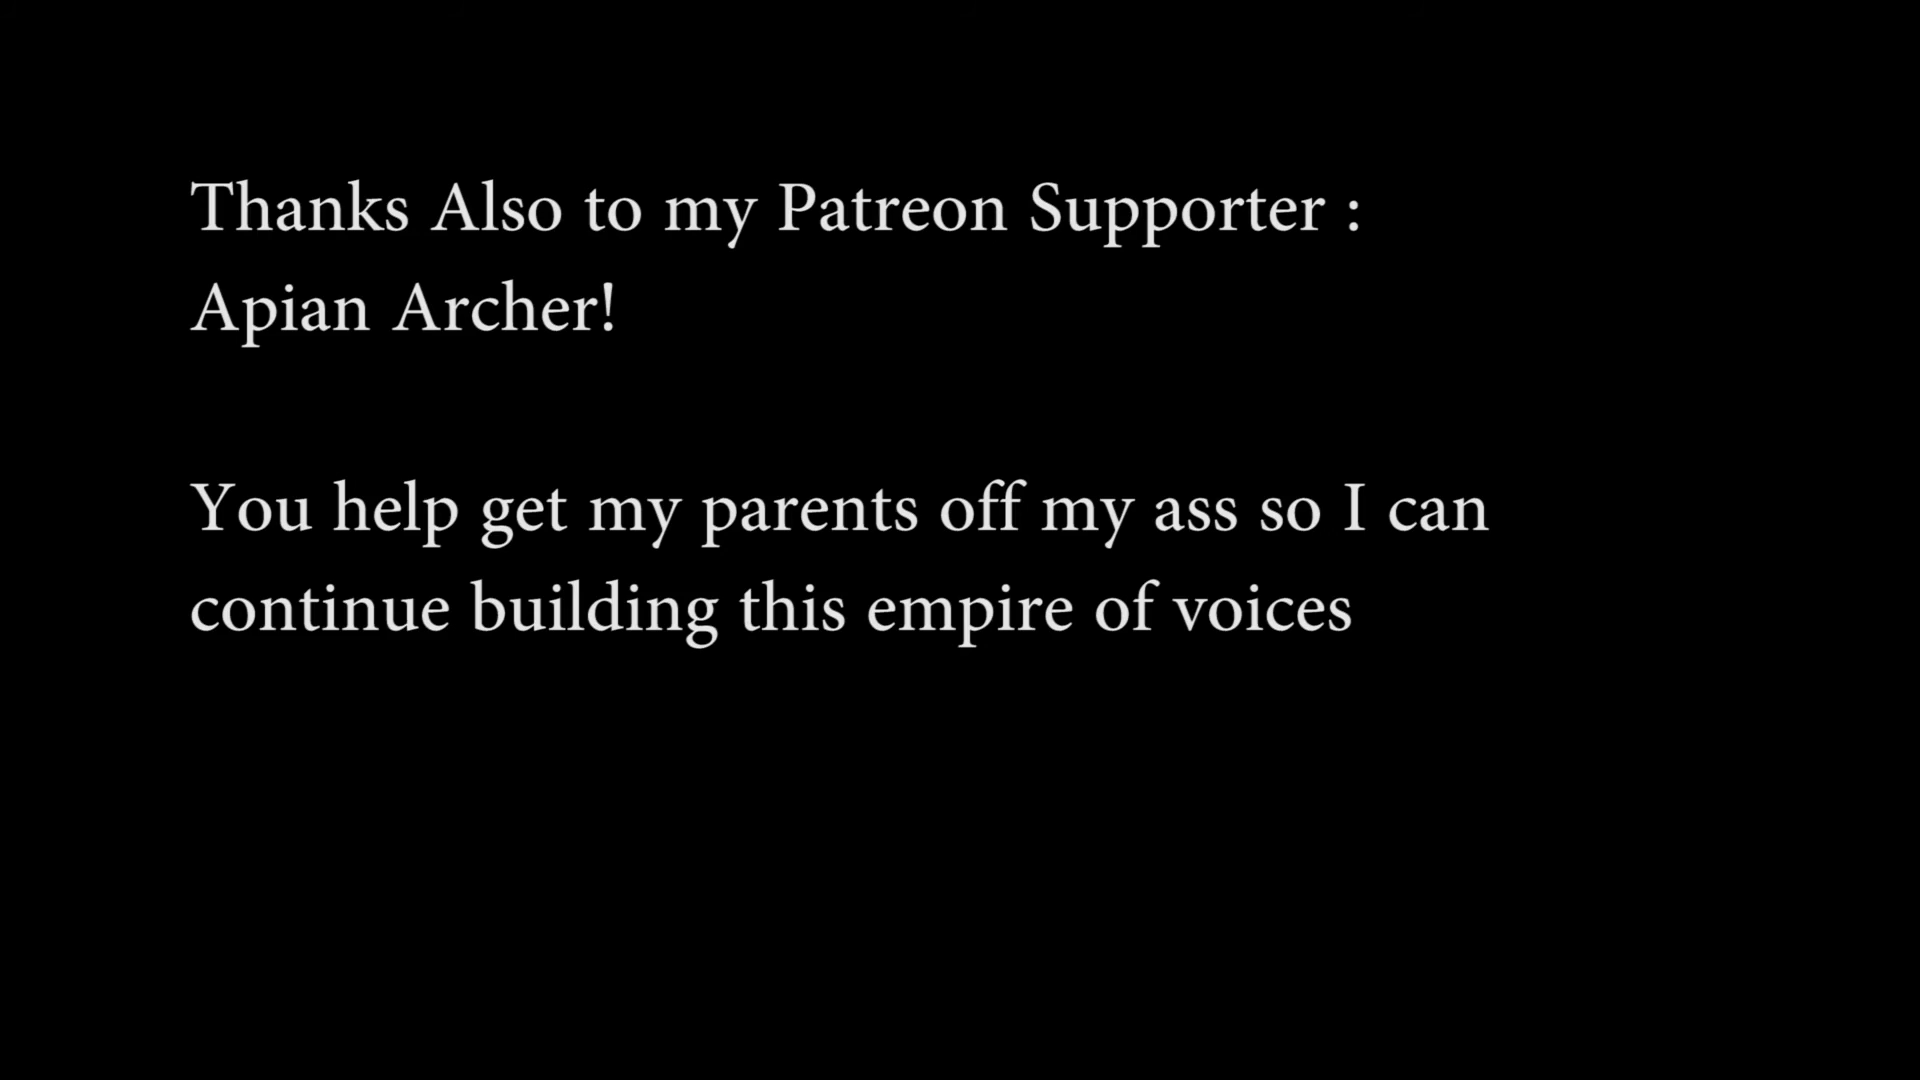 Thanks Also to my Patreon Supporter :
Apian Archer!
You help get my parents off my ass so I can
continue building this empire of voices